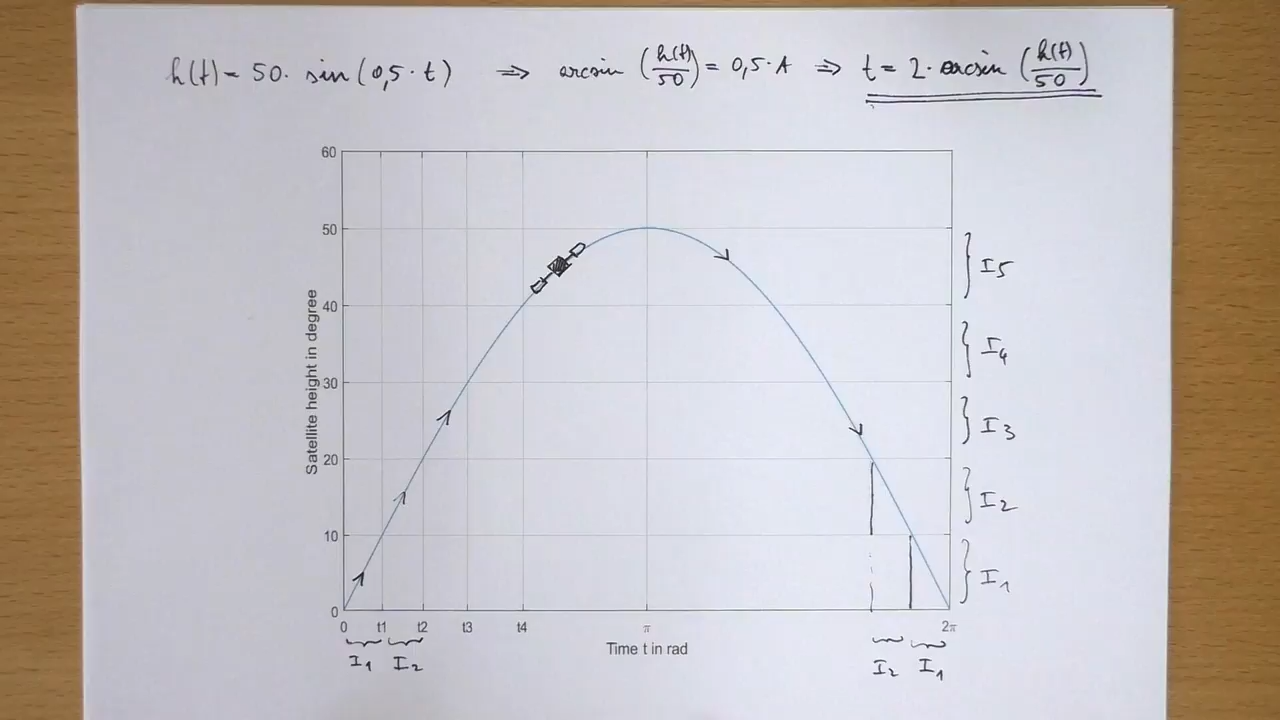 h(t) = 50 · sin(0,5 · t) ⇒ arcsin (h(t)/50) = 0,5 · t ⇒ t = 2 · arcsin (h(t)/50)
60
50
I5
40
I4
30
I3
20
I2
10
I1
0
Satellite height in degree
0 t1 t2 t3 t4 π 2π
Time t in rad
I1 I2 I2 I1